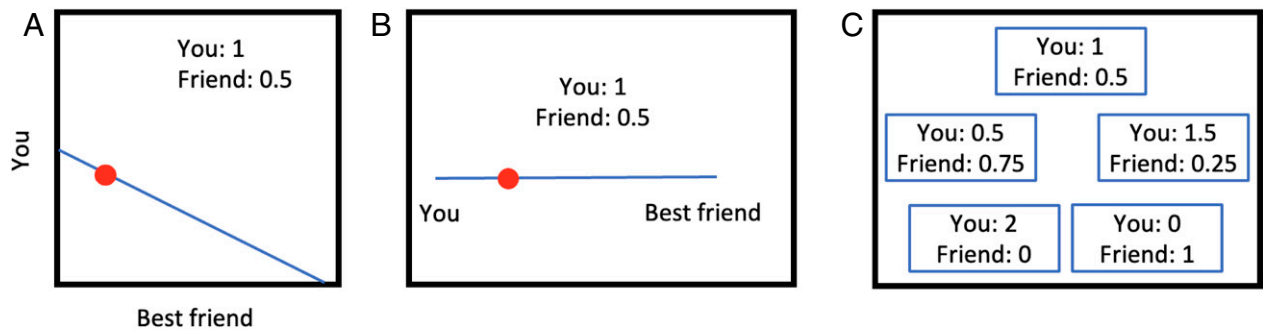 A
You: 1
Friend: 0.5
You
Best friend
B
You: 1
Friend: 0.5
You
Best friend
C
You: 1
Friend: 0.5
You: 0.5
Friend: 0.75
You: 1.5
Friend: 0.25
You: 2
Friend: 0
You: 0
Friend: 1